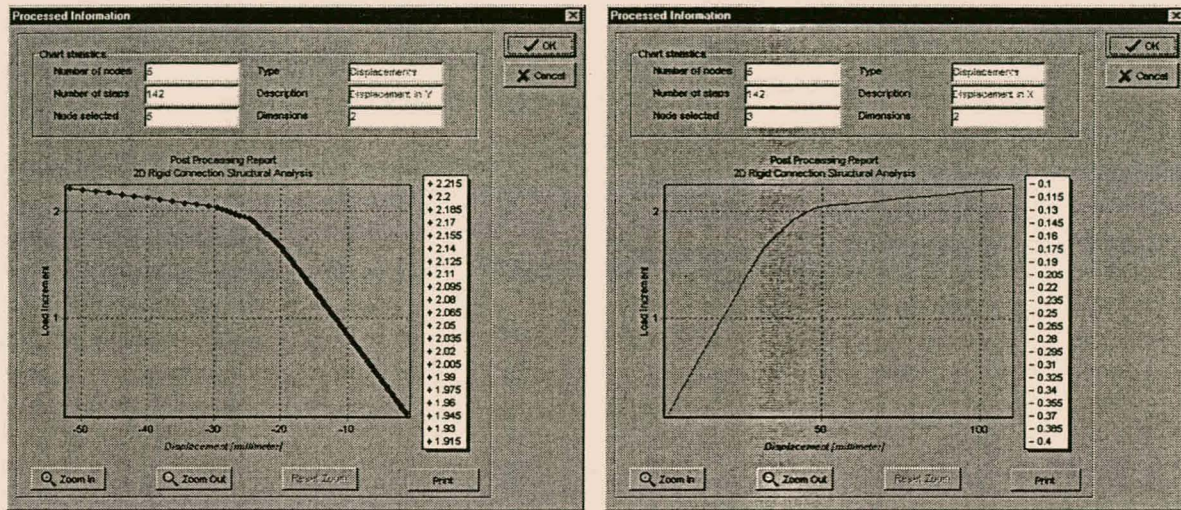 Processed Information
OK
Cancel
Chart statistics
Number of nodes 5 Type Displacements
Number of steps 142 Description Displacement in Y
Node selected 5 Dimensions 2
Post Processing Report
2D Rigid Connection Structural Analysis
Load Increment
2
1
-50 -40 -30 -20 -10
Displacement [millimeter]
+ 2.215
+ 2.2
+ 2.185
+ 2.17
+ 2.155
+ 2.14
+ 2.125
+ 2.11
+ 2.095
+ 2.08
+ 2.065
+ 2.05
+ 2.035
+ 2.02
+ 2.005
+ 1.99
+ 1.975
+ 1.96
+ 1.945
+ 1.93
+ 1.915
Zoom In Zoom Out Reset Zoom Print
Processed Information
OK
Cancel
Chart statistics
Number of nodes 5 Type Displacements
Number of steps 142 Description Displacement in X
Node selected 3 Dimensions 2
Post Processing Report
2D Rigid Connection Structural Analysis
Load Increment
2
1
50 100
Displacement [millimeter]
- 0.1
- 0.115
- 0.13
- 0.145
- 0.16
- 0.175
- 0.19
- 0.205
- 0.22
- 0.235
- 0.25
- 0.265
- 0.28
- 0.295
- 0.31
- 0.325
- 0.34
- 0.355
- 0.37
- 0.385
- 0.4
Zoom In Zoom Out Reset Zoom Print